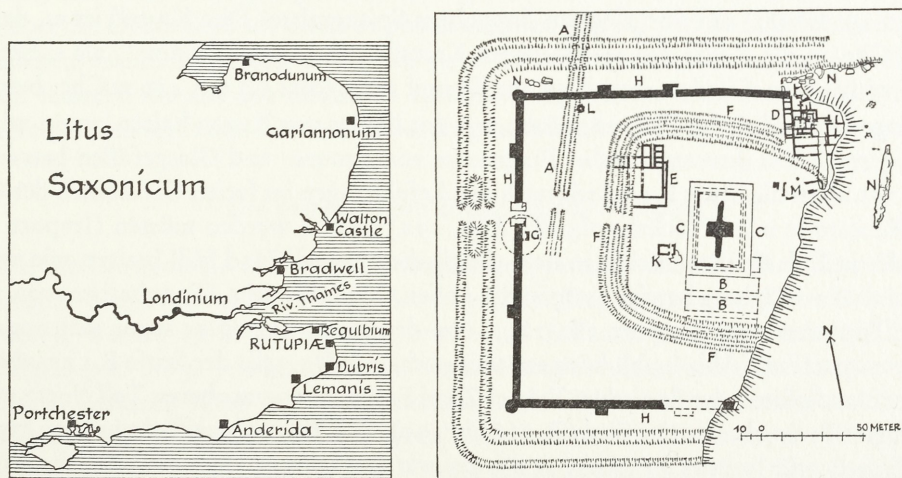 Branodunum
Litus
Gariannonum
Saxonicum
Walton
Castle
Bradwell
Londinium
Riv. Thames
Regulbium
RUTUPIÆ
Dubris
Lemanis
Portchester
Anderida
A
H
N
N
L
F
D
A
H
E
M
N
G
F
C
C
K
B
B
F
N
H
10 0 50 METER